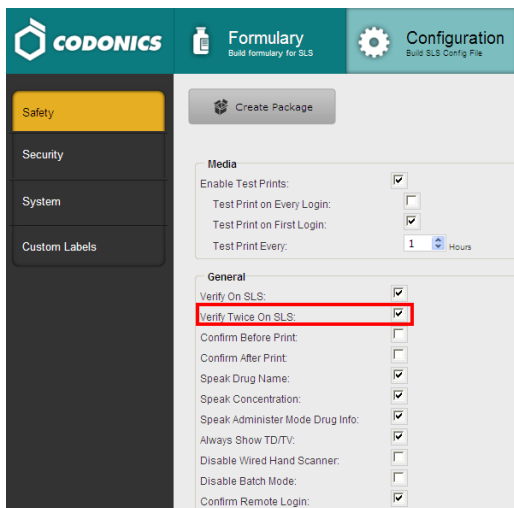 CODONICS
Formulary
Build formulary for SLS
Configuration
Build SLS Config File
Safety
Security
System
Custom Labels
Create Package
Media
Enable Test Prints:
Test Print on Every Login:
Test Print on First Login:
Test Print Every: 1 Hours
General
Verify On SLS:
Verify Twice On SLS:
Confirm Before Print:
Confirm After Print:
Speak Drug Name:
Speak Concentration:
Speak Administer Mode Drug Info:
Always Show TD/TV:
Disable Wired Hand Scanner:
Disable Batch Mode:
Confirm Remote Login: